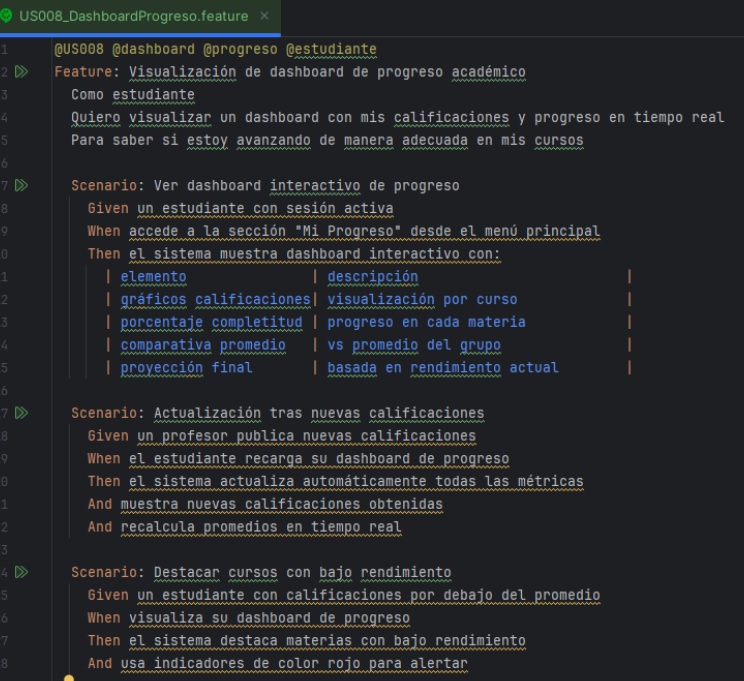 US008_DashboardProgreso.feature ×
1 @US008 @dashboard @progreso @estudiante
2 Feature: Visualización de dashboard de progreso académico
3 Como estudiante
4 Quiero visualizar un dashboard con mis calificaciones y progreso en tiempo real
5 Para saber si estoy avanzando de manera adecuada en mis cursos
6
7 Scenario: Ver dashboard interactivo de progreso
8 Given un estudiante con sesión activa
9 When accede a la sección "Mi Progreso" desde el menú principal
0 Then el sistema muestra dashboard interactivo con:
1 | elemento | descripción |
2 | gráficos calificaciones| visualización por curso |
3 | porcentaje completitud | progreso en cada materia |
4 | comparativa promedio | vs promedio del grupo |
5 | proyección final | basada en rendimiento actual |
6
7 Scenario: Actualización tras nuevas calificaciones
8 Given un profesor publica nuevas calificaciones
9 When el estudiante recarga su dashboard de progreso
0 Then el sistema actualiza automáticamente todas las métricas
1 And muestra nuevas calificaciones obtenidas
2 And recalcula promedios en tiempo real
3
4 Scenario: Destacar cursos con bajo rendimiento
5 Given un estudiante con calificaciones por debajo del promedio
6 When visualiza su dashboard de progreso
7 Then el sistema destaca materias con bajo rendimiento
8 And usa indicadores de color rojo para alertar